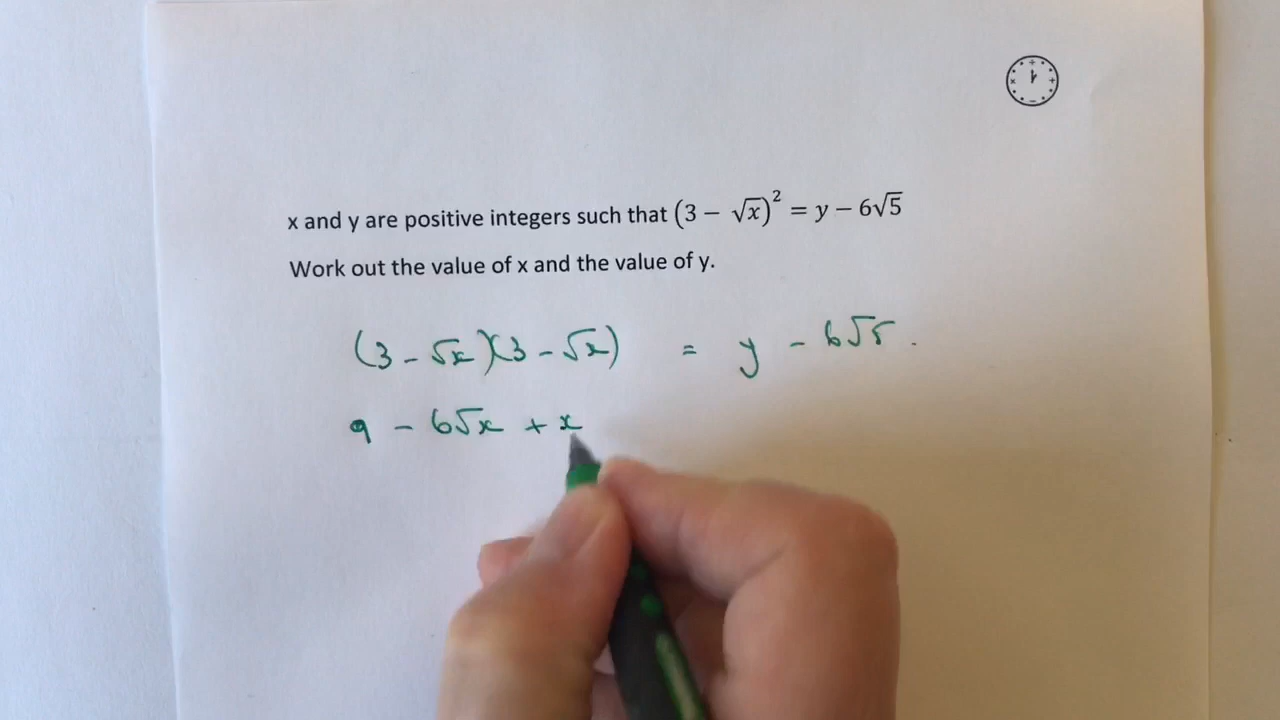 x and y are positive integers such that (3 − √x)² = y − 6√5
Work out the value of x and the value of y.
(3 - √x)(3 - √x) = y - 6√5.
9 - 6√x + x